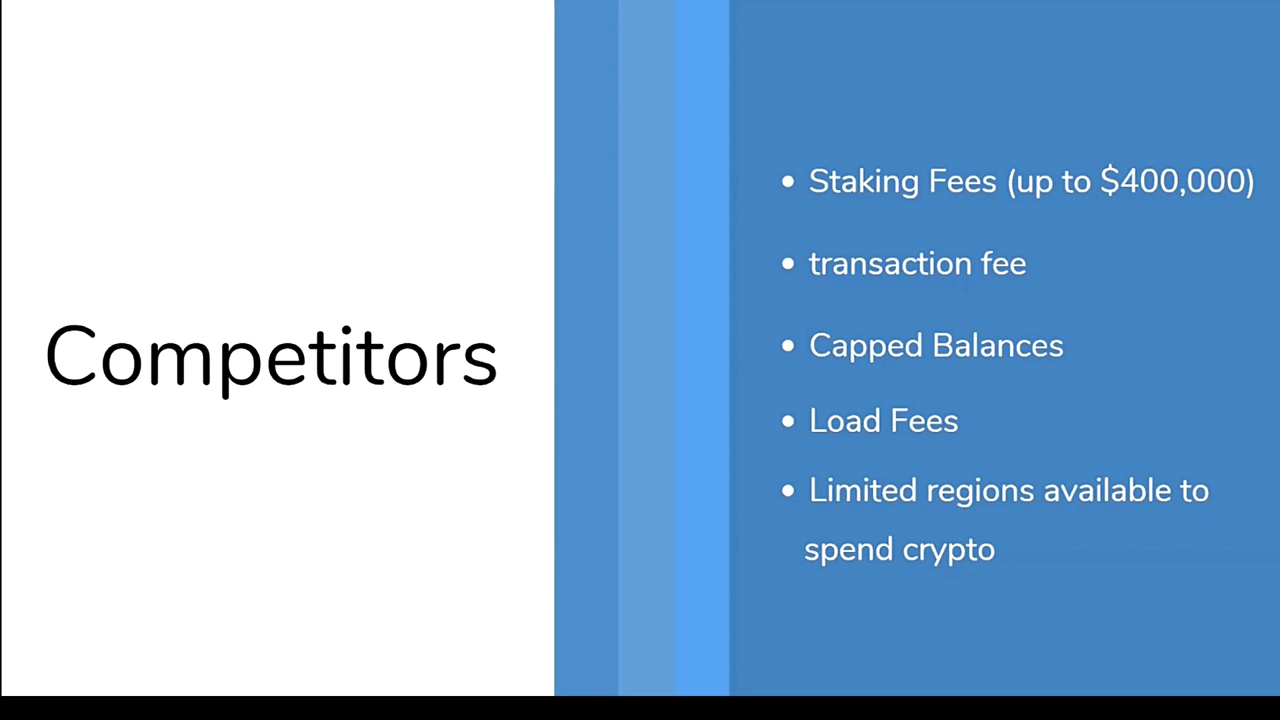 Competitors
• Staking Fees (up to $400,000)
• transaction fee
• Capped Balances
• Load Fees
• Limited regions available to
spend crypto